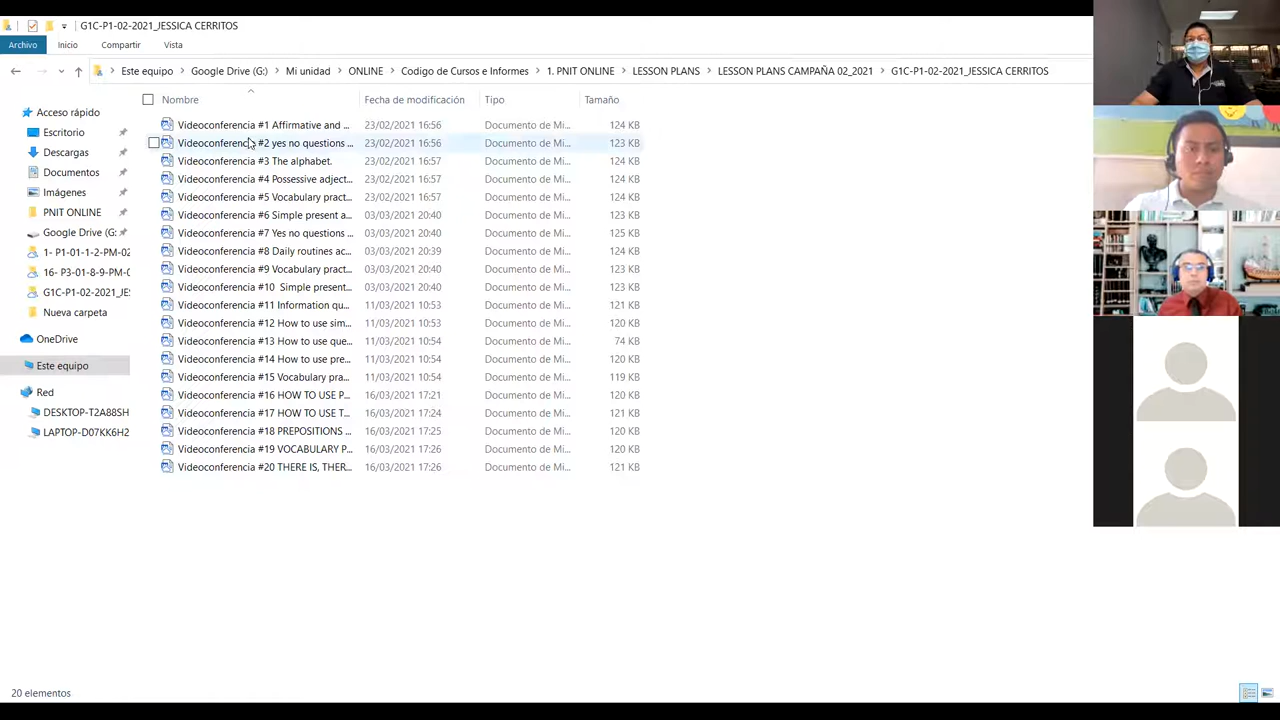 G1C-P1-02-2021_JESSICA CERRITOS
Archivo Inicio Compartir Vista
Este equipo > Google Drive (G:) > Mi unidad > ONLINE > Codigo de Cursos e Informes > 1. PNIT ONLINE > LESSON PLANS > LESSON PLANS CAMPAÑA 02_2021 > G1C-P1-02-2021_JESSICA CERRITOS
Nombre Fecha de modificación Tipo Tamaño
Acceso rápido
Escritorio
Descargas
Documentos
Imágenes
PNIT ONLINE
Google Drive (G:
1- P1-01-1-2-PM-02
16- P3-01-8-9-PM-0
G1C-P1-02-2021_JES
Nueva carpeta
OneDrive
Este equipo
Red
DESKTOP-T2A88SH
LAPTOP-D07KK6H2
Videoconferencia #1 Affirmative and ... 23/02/2021 16:56 Documento de Mi... 124 KB
Videoconferencia #2 yes no questions ... 23/02/2021 16:56 Documento de Mi... 123 KB
Videoconferencia #3 The alphabet. 23/02/2021 16:57 Documento de Mi... 124 KB
Videoconferencia #4 Possessive adject... 23/02/2021 16:57 Documento de Mi... 124 KB
Videoconferencia #5 Vocabulary pract... 23/02/2021 16:57 Documento de Mi... 124 KB
Videoconferencia #6 Simple present a... 03/03/2021 20:40 Documento de Mi... 123 KB
Videoconferencia #7 Yes no questions ... 03/03/2021 20:40 Documento de Mi... 125 KB
Videoconferencia #8 Daily routines ac... 03/03/2021 20:39 Documento de Mi... 124 KB
Videoconferencia #9 Vocabulary pract... 03/03/2021 20:40 Documento de Mi... 123 KB
Videoconferencia #10 Simple present... 03/03/2021 20:40 Documento de Mi... 123 KB
Videoconferencia #11 Information qu... 11/03/2021 10:53 Documento de Mi... 121 KB
Videoconferencia #12 How to use sim... 11/03/2021 10:53 Documento de Mi... 120 KB
Videoconferencia #13 How to use que... 11/03/2021 10:54 Documento de Mi... 74 KB
Videoconferencia #14 How to use pre... 11/03/2021 10:54 Documento de Mi... 120 KB
Videoconferencia #15 Vocabulary pra... 11/03/2021 10:54 Documento de Mi... 119 KB
Videoconferencia #16 HOW TO USE P... 16/03/2021 17:21 Documento de Mi... 120 KB
Videoconferencia #17 HOW TO USE T... 16/03/2021 17:24 Documento de Mi... 121 KB
Videoconferencia #18 PREPOSITIONS ... 16/03/2021 17:25 Documento de Mi... 120 KB
Videoconferencia #19 VOCABULARY P... 16/03/2021 17:26 Documento de Mi... 120 KB
Videoconferencia #20 THERE IS, THER... 16/03/2021 17:26 Documento de Mi... 121 KB
20 elementos